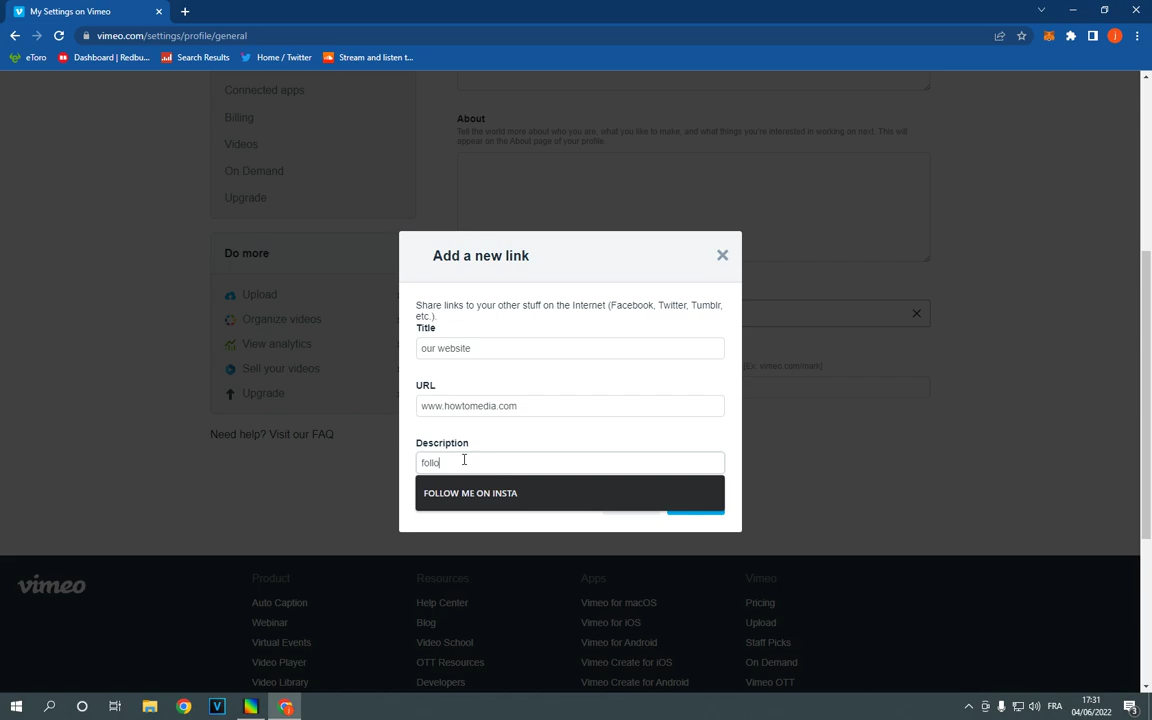 My Settings on Vimeo
vimeo.com/settings/profile/general
eToro
Dashboard | Redbu...
Search Results
Home / Twitter
Stream and listen t...
Connected apps
Billing
Videos
On Demand
Upgrade
About
Tell the world more about who you are, what you like to make, and what things you're interested in working on next. This will
appear on the About page of your profile.
Do more
Upload
Organize videos
View analytics
Sell your videos
Upgrade
Need help? Visit our FAQ
[Ex: vimeo.com/mark]
Add a new link
Share links to your other stuff on the Internet (Facebook, Twitter, Tumblr,
etc.).
Title
our website
URL
www.howtomedia.com
Description
follo
FOLLOW ME ON INSTA
vimeo
Product
Auto Caption
Webinar
Virtual Events
Video Player
Video Library
Resources
Help Center
Blog
Video School
OTT Resources
Developers
Apps
Vimeo for macOS
Vimeo for iOS
Vimeo for Android
Vimeo Create for iOS
Vimeo Create for Android
Vimeo
Pricing
Upload
Staff Picks
On Demand
Vimeo OTT
FRA
17:31
04/06/2022
3